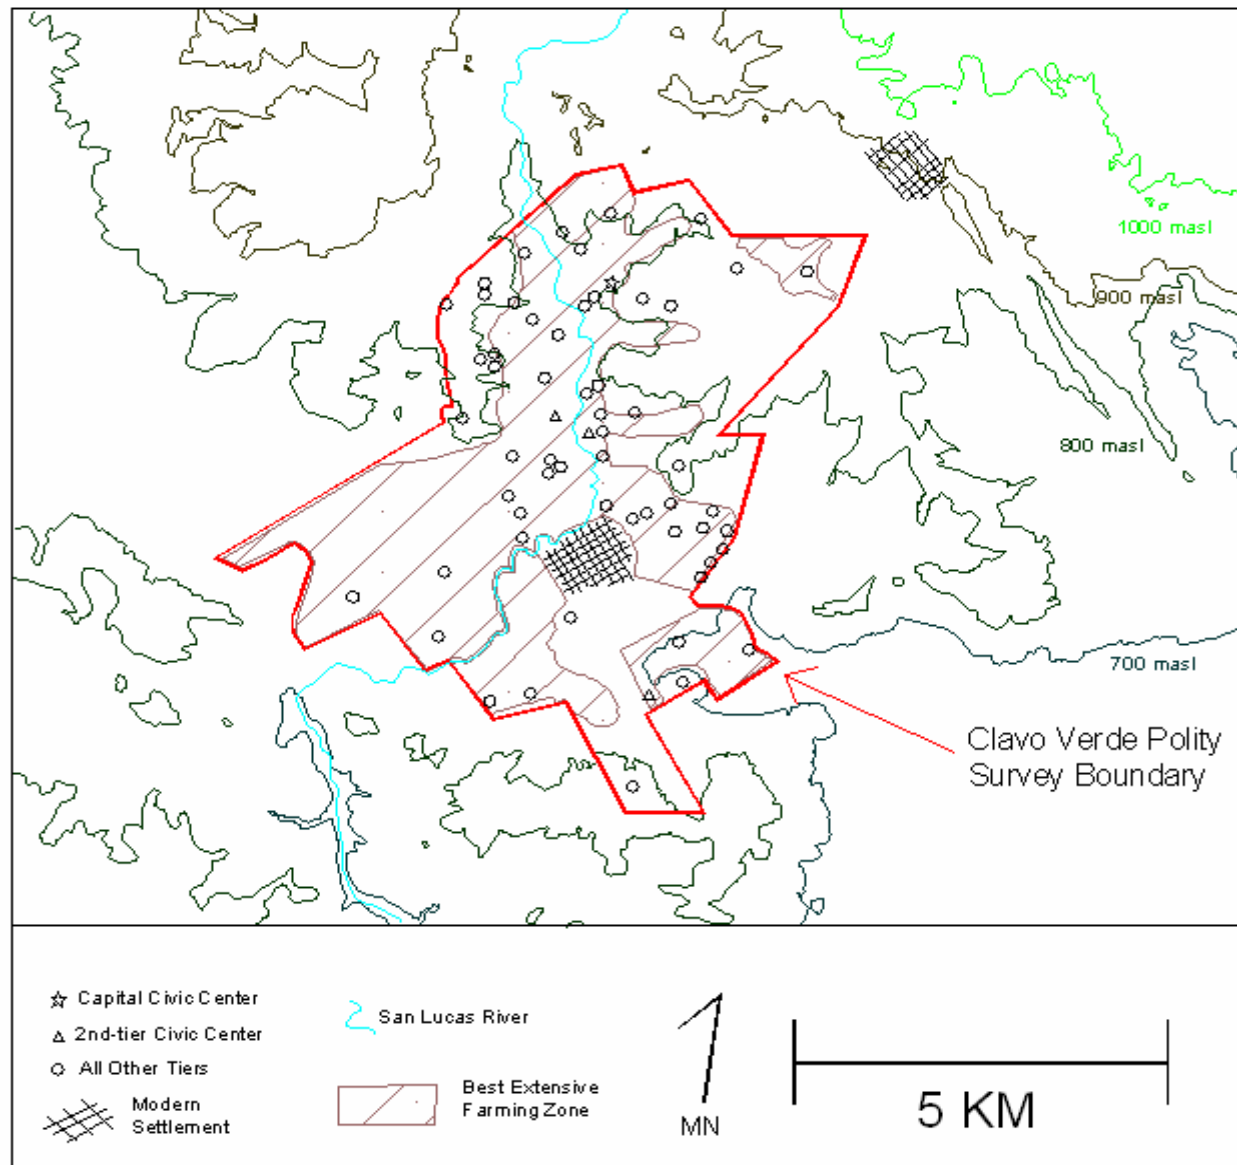 1000 masl
900 masl
800 masl
700 masl
Clavo Verde Polity
Survey Boundary
Capital Civic Center
2nd-tier Civic Center
All Other Tiers
Modern
Settlement
San Lucas River
Best Extensive
Farming Zone
MN
5 KM